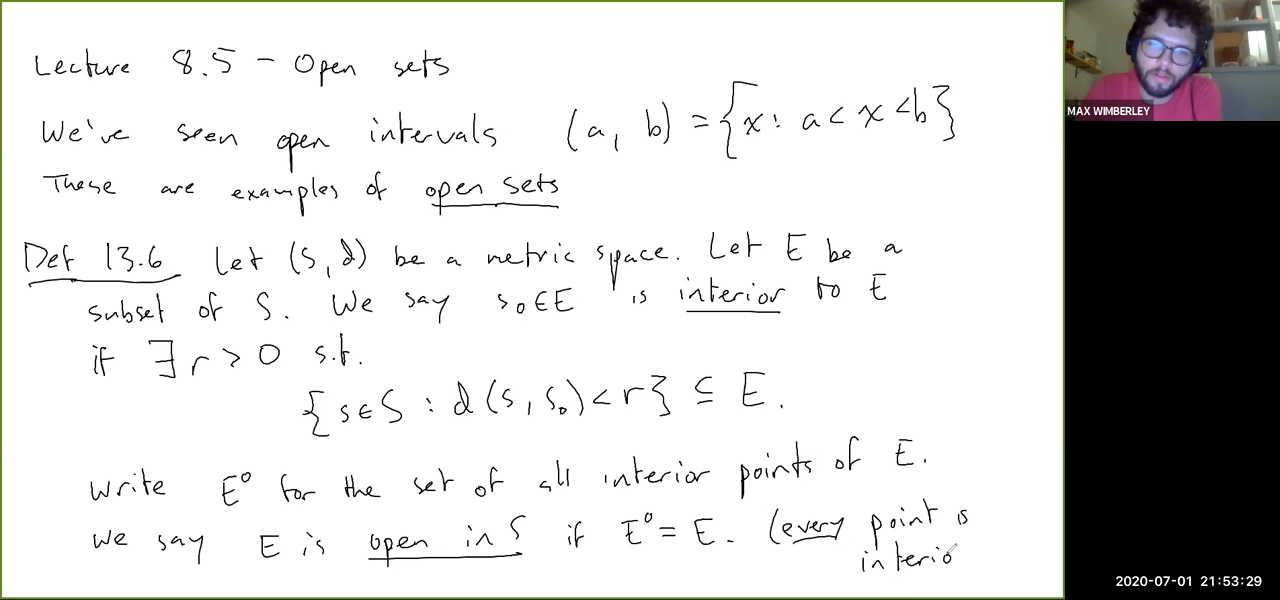 Lecture 8.5 - Open sets
We've seen open intervals (a, b) = {x : a < x < b}
These are examples of open sets
Def 13.6 Let (S, d) be a metric space. Let E be a
subset of S. We say s₀ ∈ E is interior to E
if ∃ r > 0 s.t.
{s ∈ S : d(s, s₀) < r} ⊆ E.
Write E° for the set of all interior points of E.
We say E is open in S if E° = E. (every point is
interio
MAX WIMBERLEY
2020-07-01 21:53:29